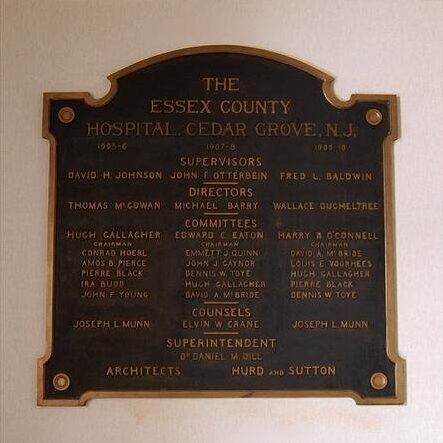 THE
ESSEX COUNTY
HOSPITAL, CEDAR GROVE, N.J.
1905-6 1907-8 1909-10
SUPERVISORS
DAVID H. JOHNSON JOHN F. OTTERBEIN FRED L. BALDWIN
DIRECTORS
THOMAS McGOWAN MICHAEL BARRY WALLACE OUGHELTREE
COMMITTEES
HUGH GALLAGHER EDWARD C. EATON HARRY B. O'CONNELL
CHAIRMAN CHAIRMAN CHAIRMAN
CONRAD HOERL EMMETT J. QUINN DAVID A. McBRIDE
AMOS B. PIERCE JOHN J. GAYNOR LOUIS E. VOORHEES
PIERRE BLACK DENNIS W. TOYE HUGH GALLAGHER
IRA BUDD HUGH GALLAGHER PIERRE BLACK
JOHN F. YOUNG DAVID A. McBRIDE DENNIS W. TOYE
COUNSELS
JOSEPH L. MUNN ELVIN W. CRANE JOSEPH L. MUNN
SUPERINTENDENT
Dr DANIEL M. DILL
ARCHITECTS HURD AND SUTTON